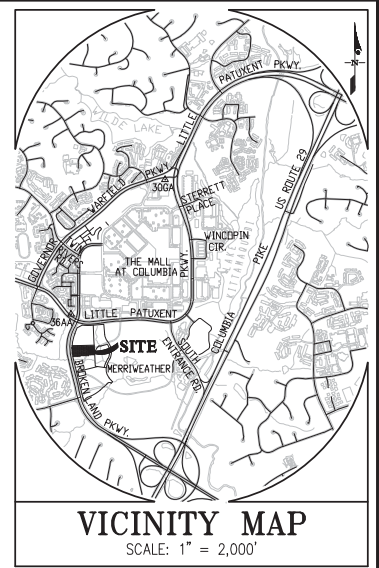 PATUXENT PKWY.
LITTLE
N
WILDE LAKE
WARFIELD PKWY.
30GA
STERRETT
PLACE
US ROUTE 29
GOVERNOR
WINCOPIN
CIR.
THE MALL
AT COLUMBIA
PKWY
PIKE
36AA
LITTLE PATUXENT
SOUTH
ENTRANCE RD.
COLUMBIA
SITE
MERRIWEATHER
BROKEN LAND PKWY.
VICINITY MAP
SCALE: 1" = 2,000'